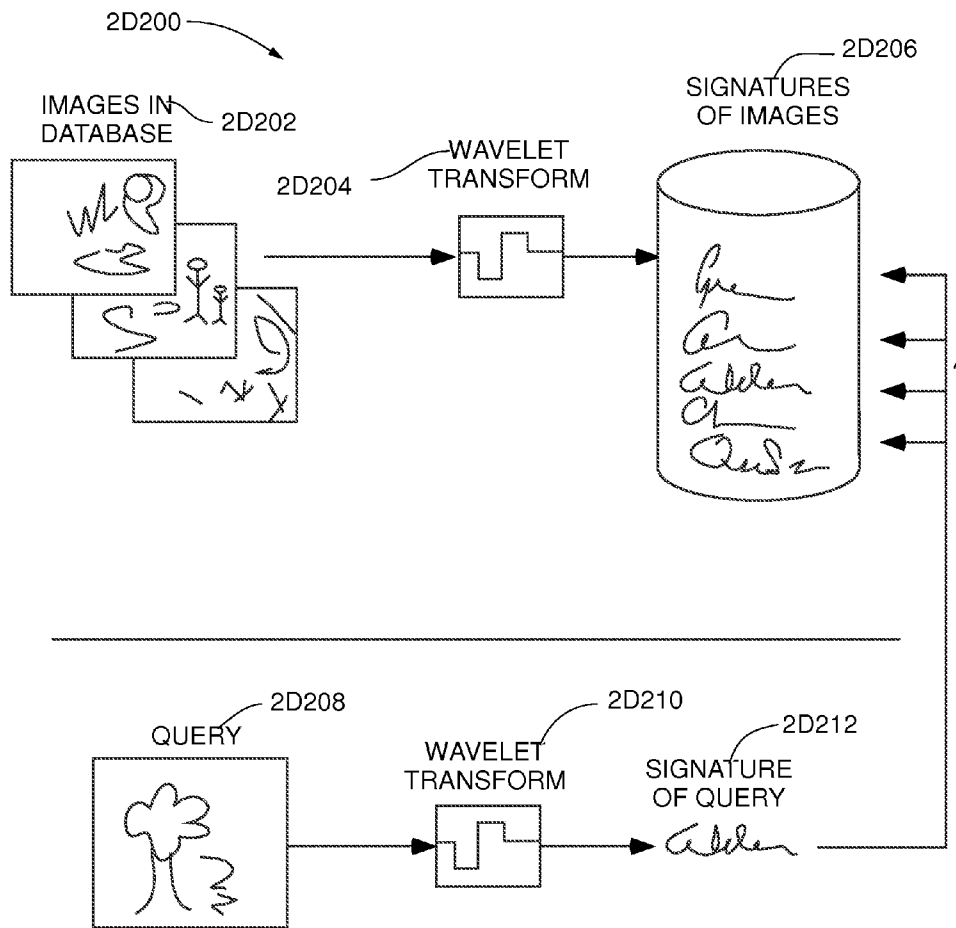 2D200
2D206
IMAGES IN
DATABASE
2D202
SIGNATURES
OF IMAGES
2D204
WAVELET
TRANSFORM
2D208
QUERY
2D210
WAVELET
TRANSFORM
2D212
SIGNATURE
OF QUERY